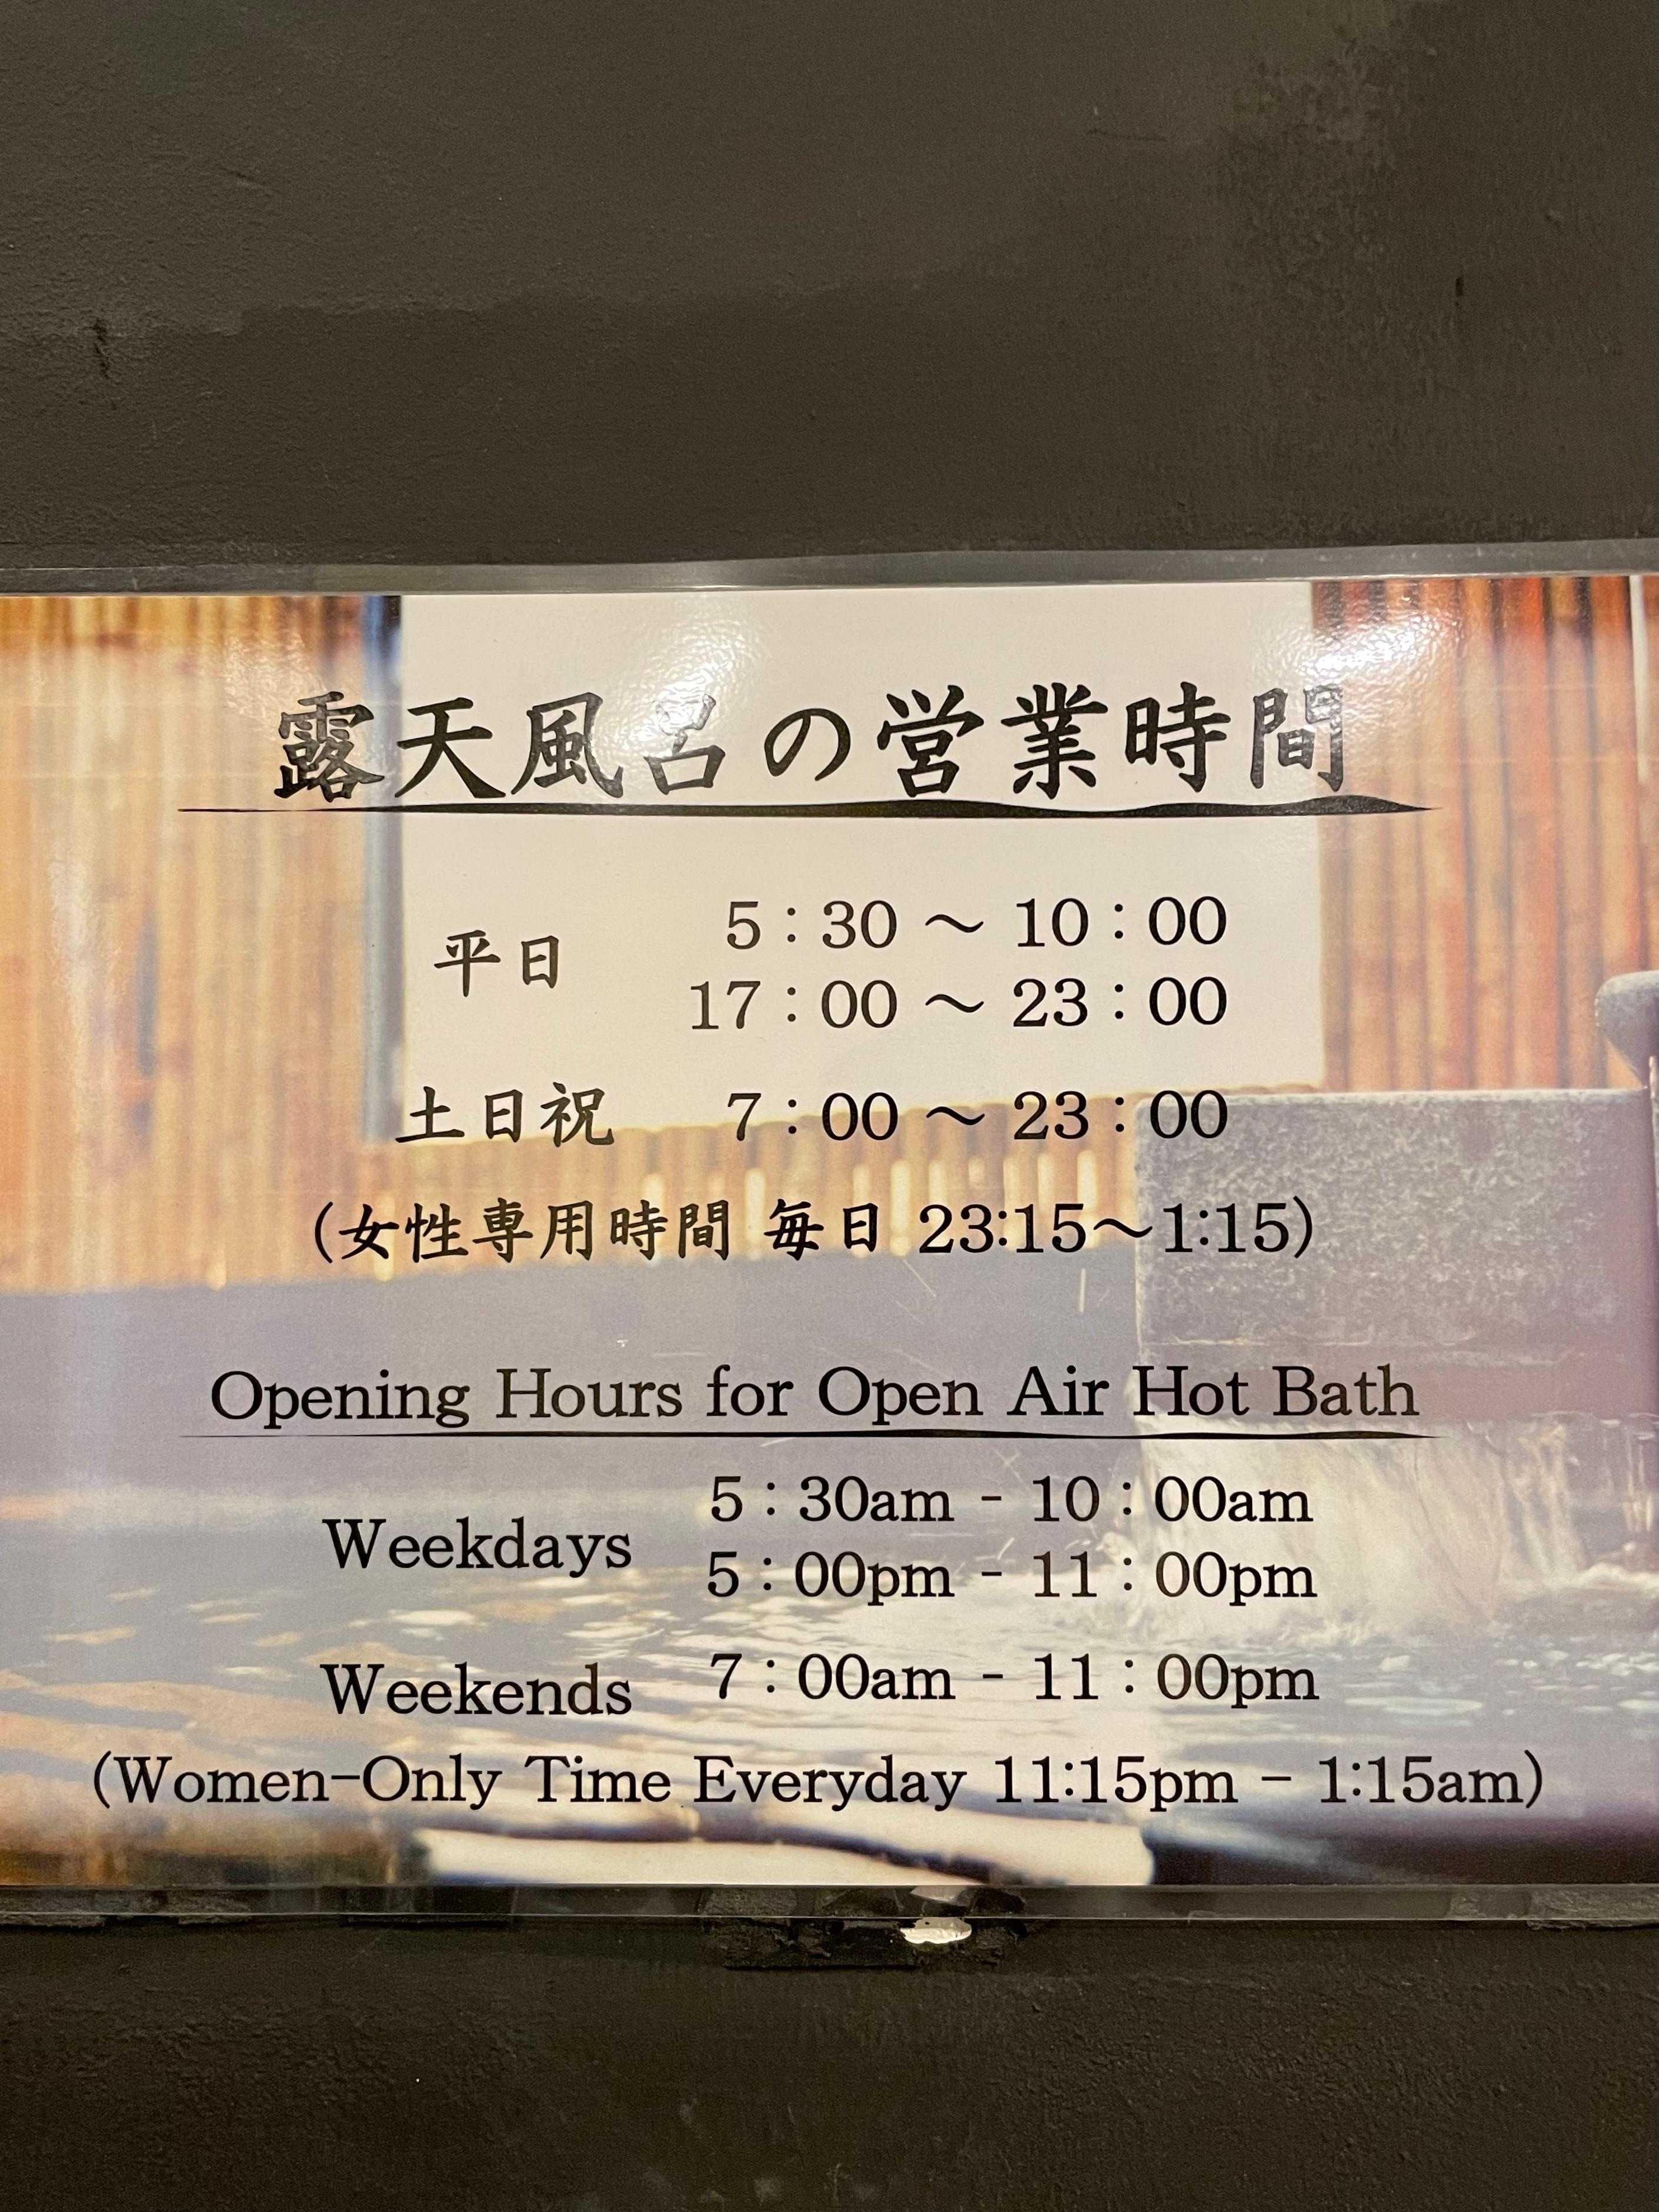 露天風呂の営業時間
平日 5:30 ～ 10:00
17:00 ～ 23:00
土日祝 7:00 ～ 23:00
(女性専用時間 毎日 23:15～1:15)
Opening Hours for Open Air Hot Bath
Weekdays 5:30am - 10:00am
5:00pm - 11:00pm
Weekends 7:00am - 11:00pm
(Women-Only Time Everyday 11:15pm - 1:15am)